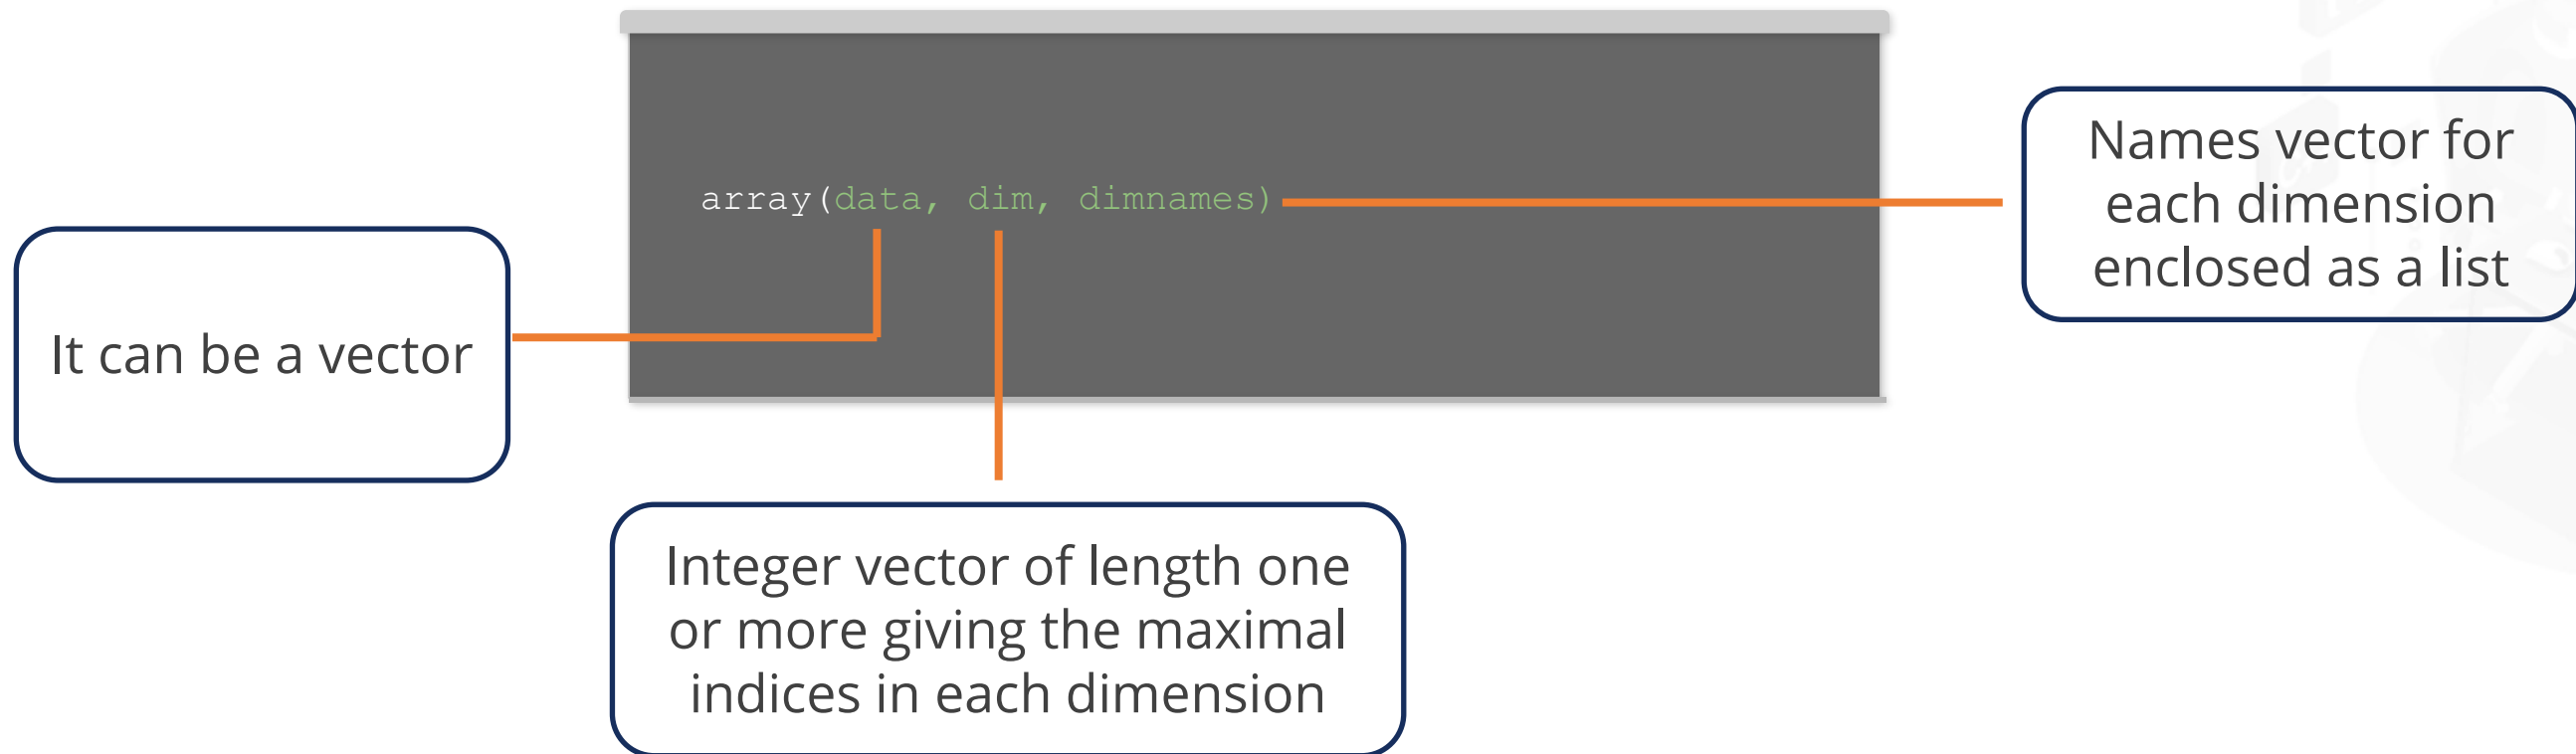 array(data, dim, dimnames)
Names vector for
each dimension
enclosed as a list
It can be a vector
Integer vector of length one
or more giving the maximal
indices in each dimension